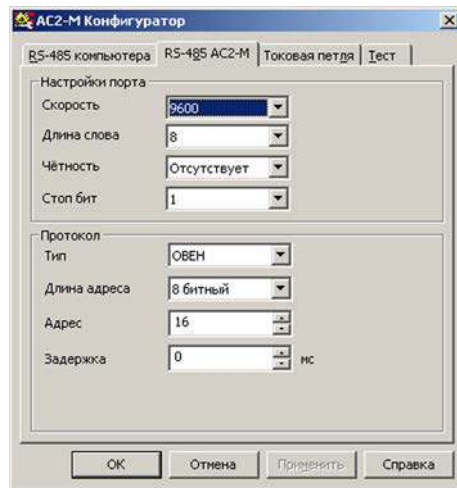 АС2-М Конфигуратор
RS-485 компьютера RS-485 АС2-М Токовая петля Тест
Настройки порта
Скорость 9600
Длина слова 8
Чётность Отсутствует
Стоп бит 1
Протокол
Тип ОВЕН
Длина адреса 8 битный
Адрес 16
Задержка 0 мс
ОК Отмена Применить Справка